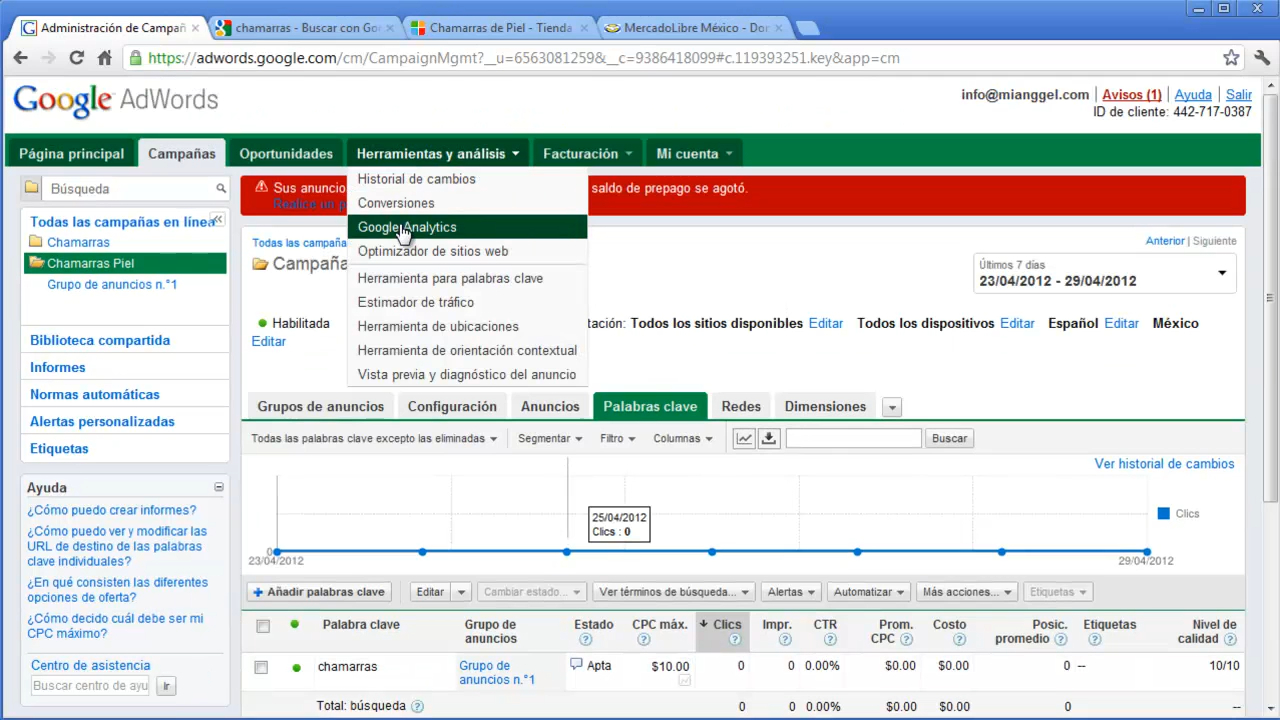 Administración de Campañ
chamarras - Buscar con Goo
Chamarras de Piel - Tienda
MercadoLibre México - Don
https://adwords.google.com/cm/CampaignMgmt?__u=6563081259&__c=9386418099#c.119393251.key&app=cm
Google AdWords
info@mianggel.com | Avisos (1) | Ayuda | Salir
ID de cliente: 442-717-0387
Página principal
Campañas
Oportunidades
Herramientas y análisis
Facturación
Mi cuenta
Búsqueda
Todas las campañas en línea
Chamarras
Chamarras Piel
Grupo de anuncios n.°1
Biblioteca compartida
Informes
Normas automáticas
Alertas personalizadas
Etiquetas
Ayuda
¿Cómo puedo crear informes?
¿Cómo puedo ver y modificar las
URL de destino de las palabras
clave individuales?
¿En qué consisten las diferentes
opciones de oferta?
¿Cómo decido cuál debe ser mi
CPC máximo?
Centro de asistencia
Buscar centro de ayu
Ir
Historial de cambios
Conversiones
Google Analytics
Optimizador de sitios web
Herramienta para palabras clave
Estimador de tráfico
Herramienta de ubicaciones
Herramienta de orientación contextual
Vista previa y diagnóstico del anuncio
Sus anuncio
saldo de prepago se agotó.
Realice un p
Todas las campaña
Anterior | Siguiente
Campaña
Últimos 7 días
23/04/2012 - 29/04/2012
Habilitada
tación: Todos los sitios disponibles Editar
Todos los dispositivos Editar
Español Editar
México
Editar
Grupos de anuncios
Configuración
Anuncios
Palabras clave
Redes
Dimensiones
Todas las palabras clave excepto las eliminadas
Segmentar
Filtro
Columnas
Buscar
Ver historial de cambios
Clics
25/04/2012
Clics : 0
0
23/04/2012
29/04/2012
+ Añadir palabras clave
Editar
Cambiar estado...
Ver términos de búsqueda...
Alertas
Automatizar
Más acciones...
Etiquetas
Palabra clave
Grupo de anuncios
Estado
CPC máx.
Clics
Impr.
CTR
Prom. CPC
Costo
Posic. promedio
Etiquetas
Nivel de calidad
chamarras
Grupo de anuncios n.°1
Apta
$10.00
0
0
0.00%
$0.00
$0.00
0
--
10/10
Total: búsqueda
0
0
0.00%
$0.00
$0.00
0
--